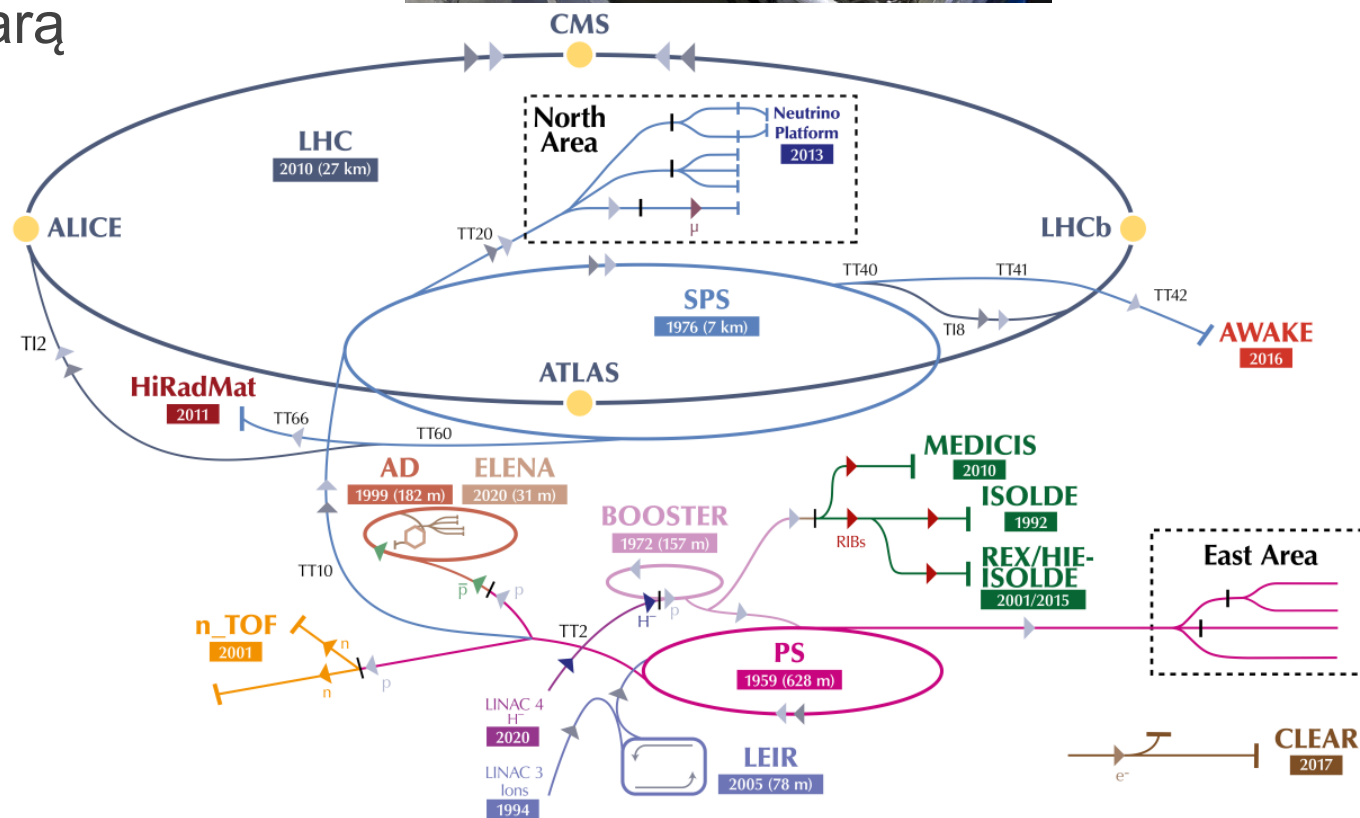 arą
CMS
North
Area
Neutrino
Platform
2013
LHC
2010 (27 km)
ALICE
LHCb
μ
TT20
TT40
TT41
TT42
SPS
1976 (7 km)
TI8
AWAKE
2016
TI2
ATLAS
HiRadMat
2011
TT66
TT60
AD
1999 (182 m)
ELENA
2020 (31 m)
MEDICIS
2010
ISOLDE
1992
RIBs
REX/HIE-
ISOLDE
2001/2015
BOOSTER
1972 (157 m)
East Area
TT10
p̅
p
H⁻
p
TT2
n_TOF
2001
n
n
p
PS
1959 (628 m)
LINAC 4
H⁻
2020
LINAC 3
Ions
1994
LEIR
2005 (78 m)
CLEAR
2017
e⁻